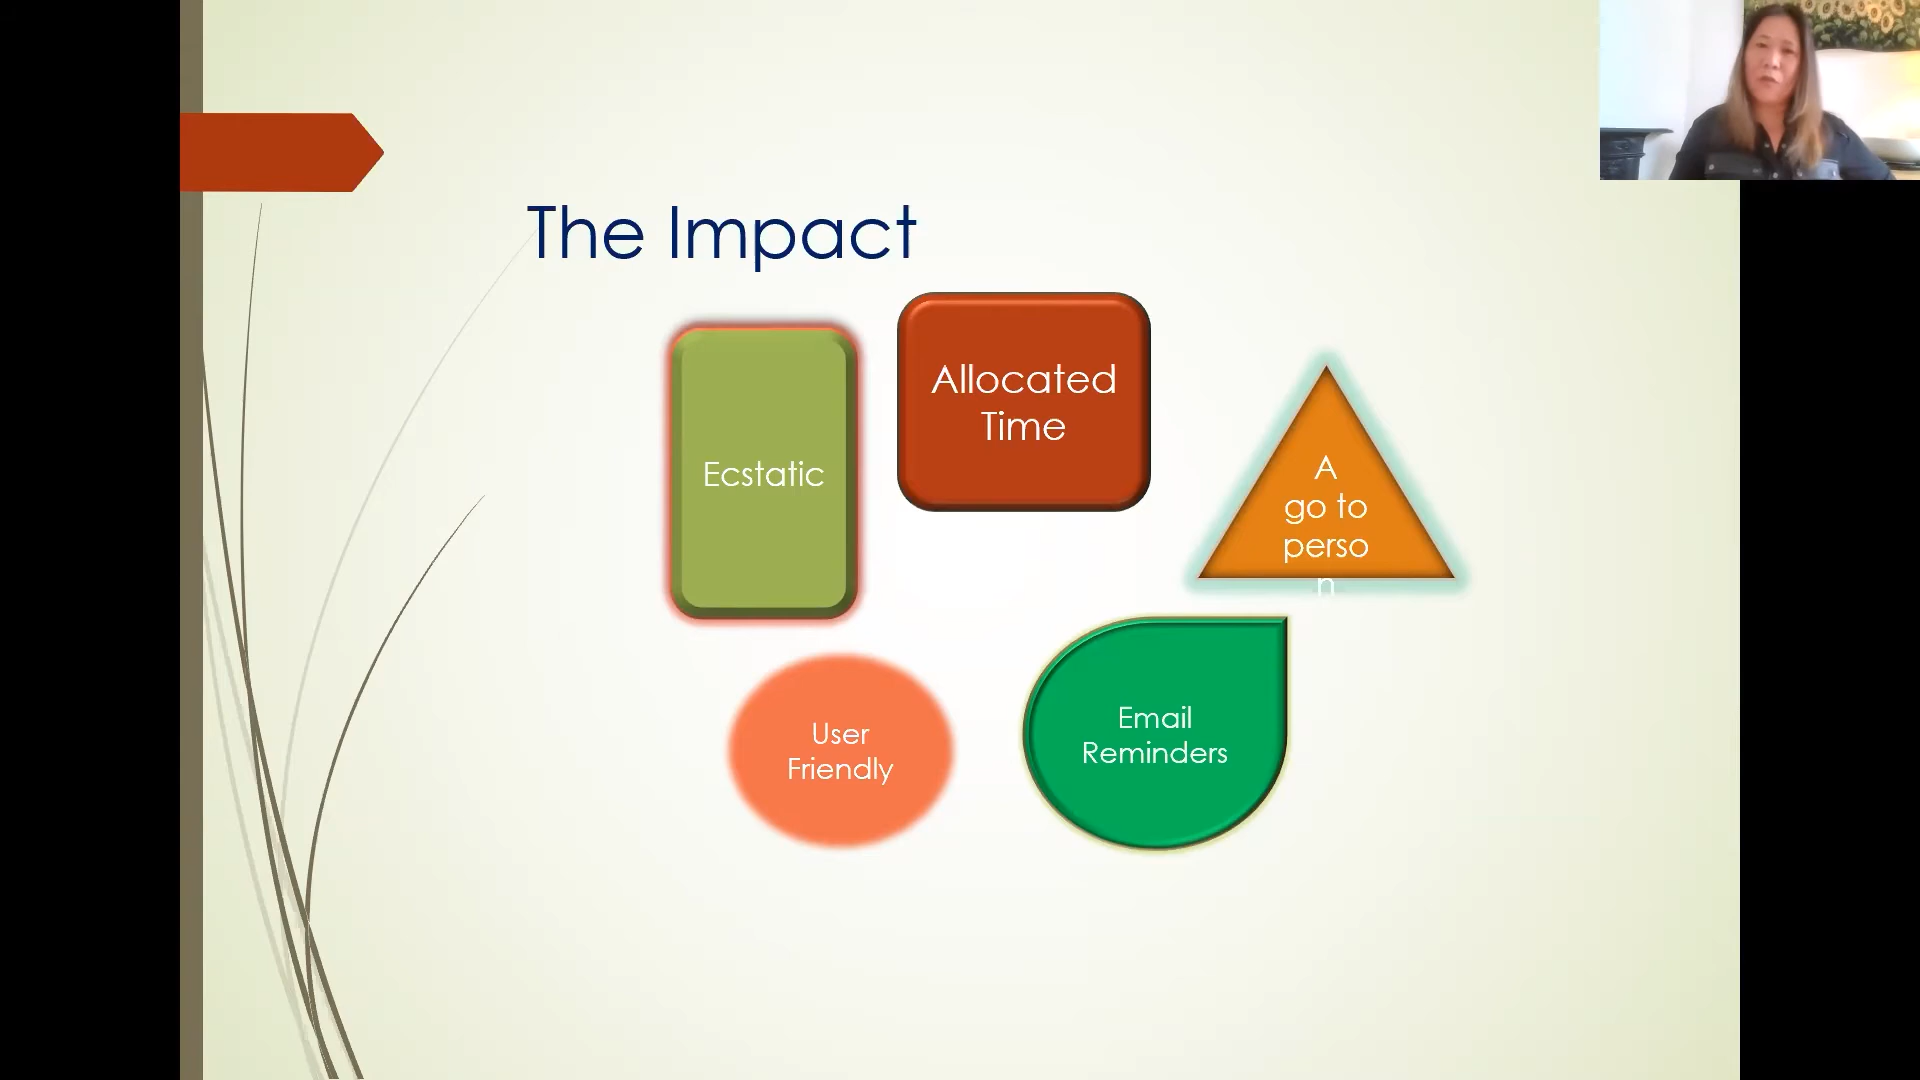 The Impact
Ecstatic
Allocated
Time
A
go to
perso
n
User
Friendly
Email
Reminders